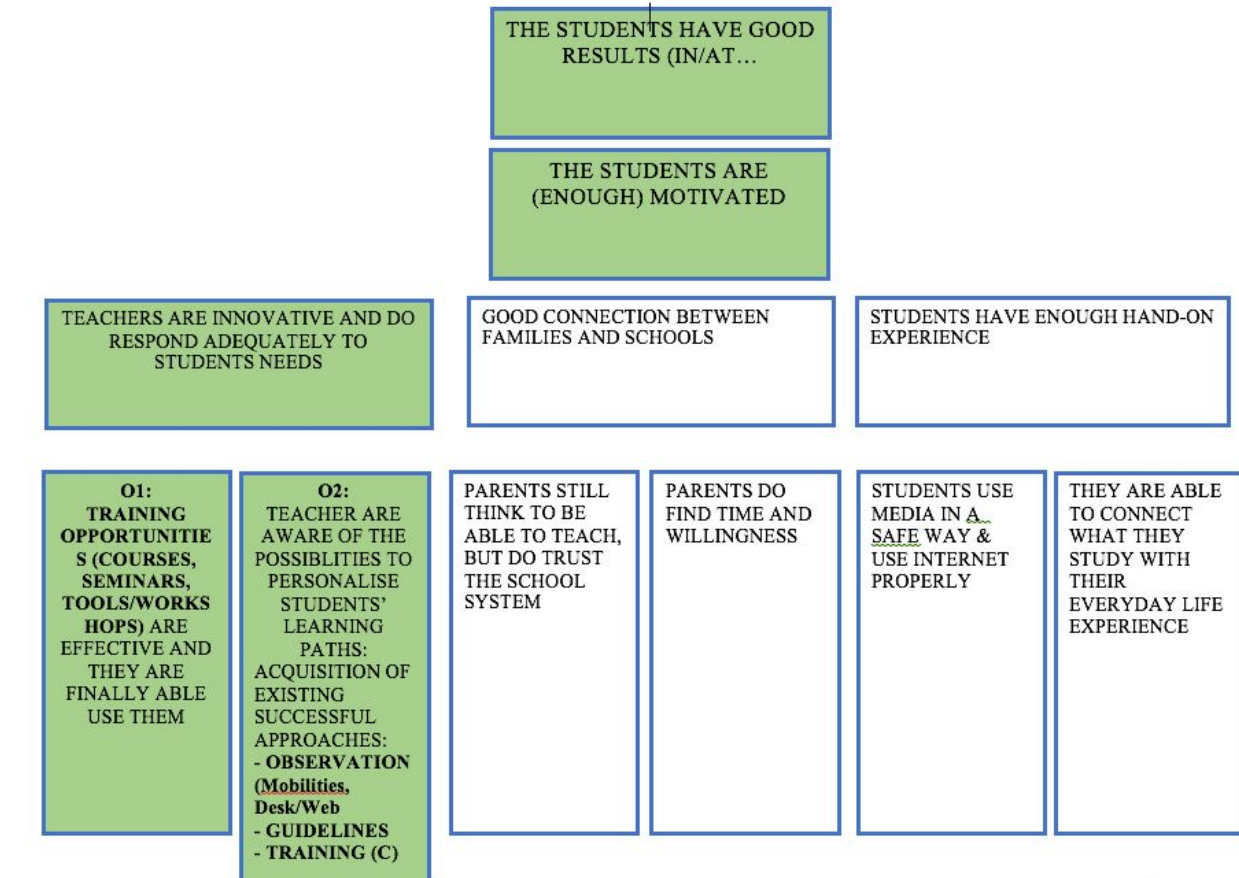 THE STUDENTS HAVE GOOD
RESULTS (IN/AT…
THE STUDENTS ARE
(ENOUGH) MOTIVATED
TEACHERS ARE INNOVATIVE AND DO
RESPOND ADEQUATELY TO
STUDENTS NEEDS
GOOD CONNECTION BETWEEN
FAMILIES AND SCHOOLS
STUDENTS HAVE ENOUGH HAND-ON
EXPERIENCE
O1:
TRAINING
OPPORTUNITIE
S (COURSES,
SEMINARS,
TOOLS/WORKS
HOPS) ARE
EFFECTIVE AND
THEY ARE
FINALLY ABLE
USE THEM
O2:
TEACHER ARE
AWARE OF THE
POSSIBLITIES TO
PERSONALISE
STUDENTS’
LEARNING
PATHS:
ACQUISITION OF
EXISTING
SUCCESSFUL
APPROACHES:
- OBSERVATION
(Mobilities,
Desk/Web
- GUIDELINES
- TRAINING (C)
PARENTS STILL
THINK TO BE
ABLE TO TEACH,
BUT DO TRUST
THE SCHOOL
SYSTEM
PARENTS DO
FIND TIME AND
WILLINGNESS
STUDENTS USE
MEDIA IN A
SAFE WAY &
USE INTERNET
PROPERLY
THEY ARE ABLE
TO CONNECT
WHAT THEY
STUDY WITH
THEIR
EVERYDAY LIFE
EXPERIENCE